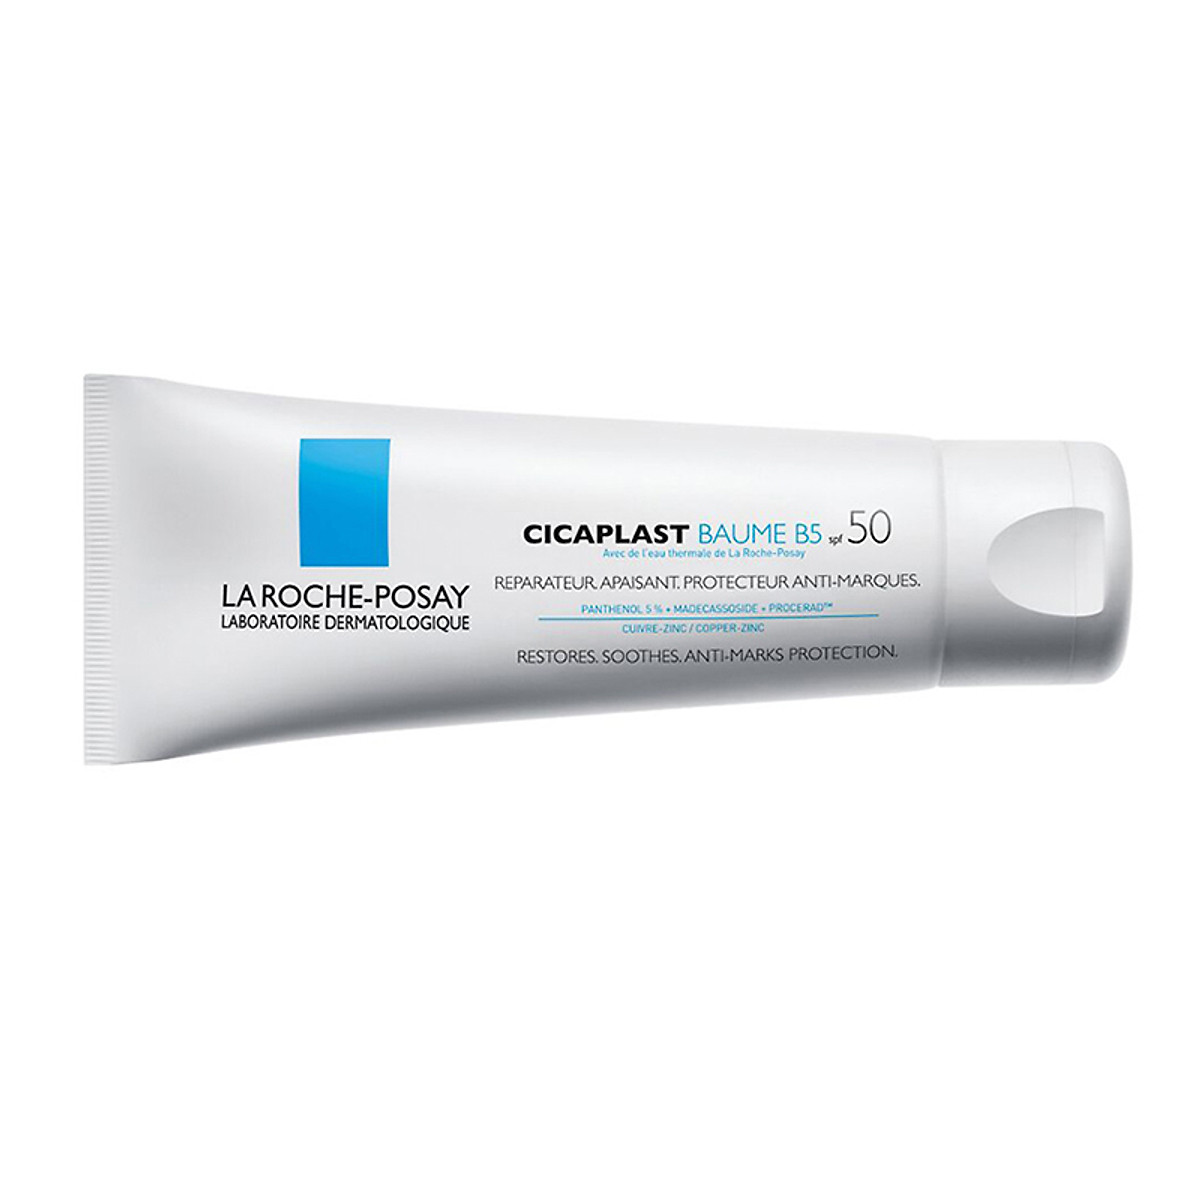 LA ROCHE-POSAY
LABORATOIRE DERMATOLOGIQUE
CICAPLAST BAUME B5 spf 50
Avec de l'eau thermale de La Roche-Posay
REPARATEUR. APAISANT. PROTECTEUR ANTI-MARQUES.
PANTHENOL 5 % + MADECASSOSIDE + PROCERAD™
CUIVRE-ZINC / COPPER-ZINC
RESTORES. SOOTHES. ANTI-MARKS PROTECTION.